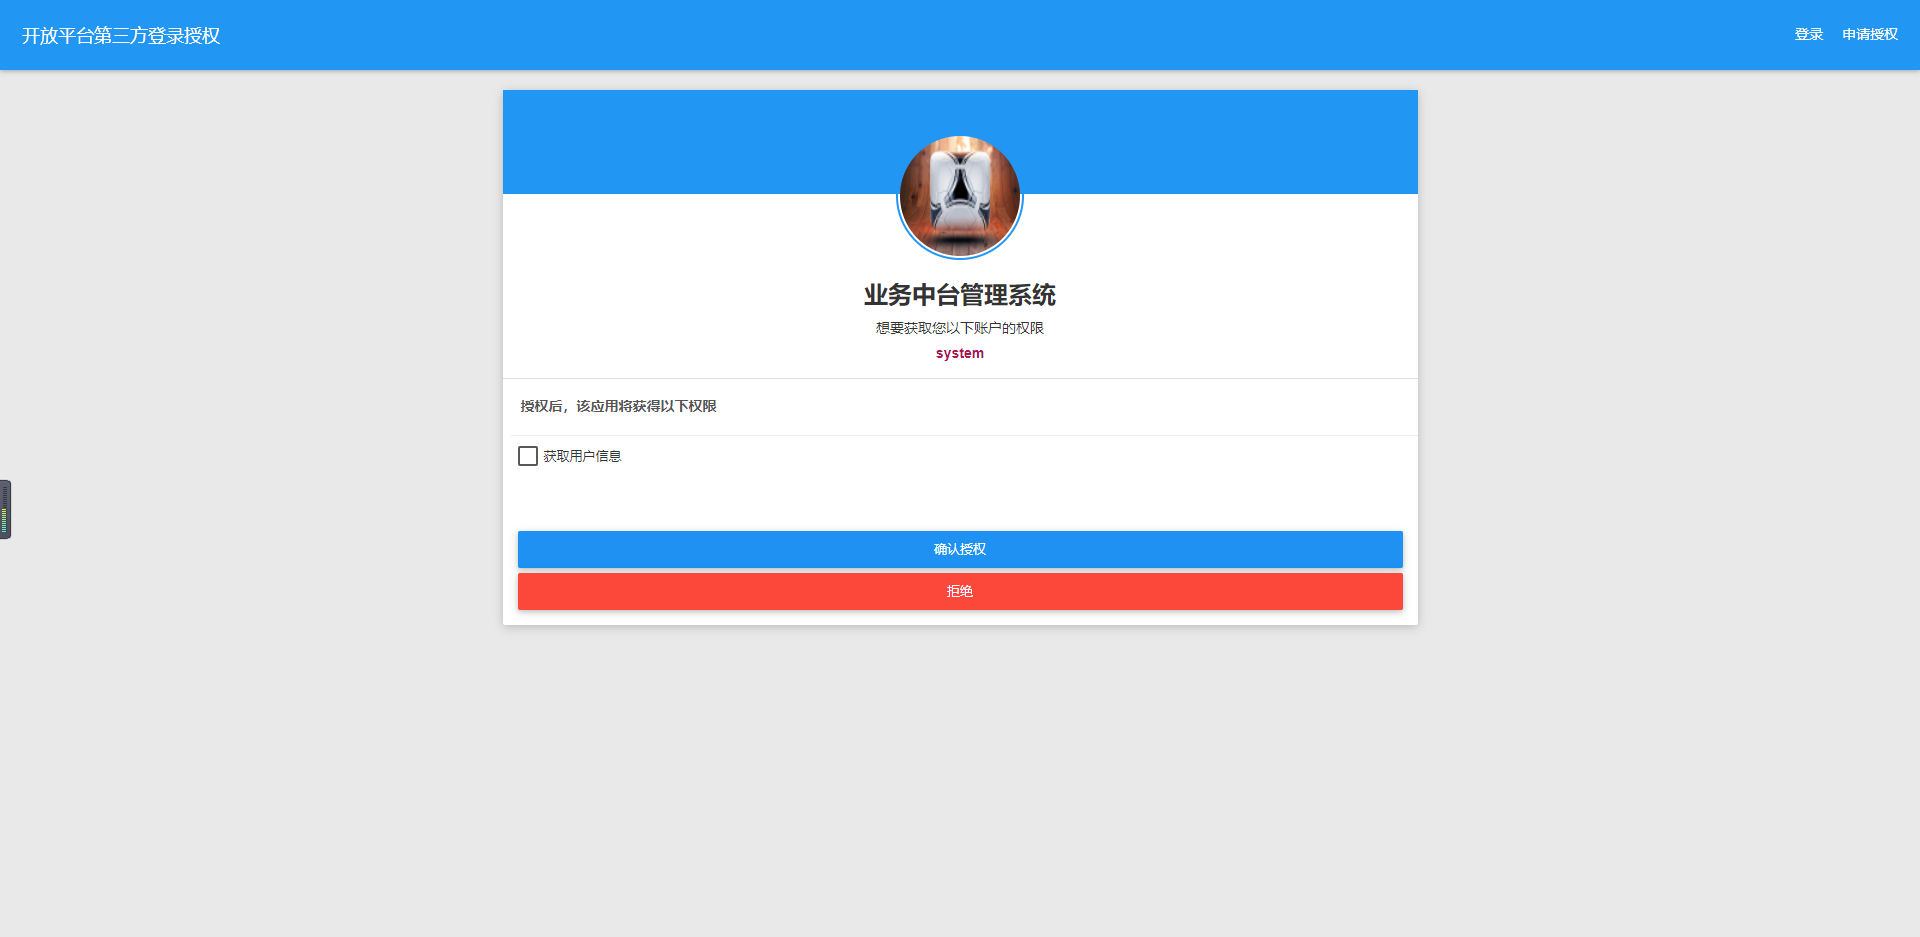 开放平台第三方登录授权
登录 申请授权
业务中台管理系统
想要获取您以下账户的权限
system
授权后，该应用将获得以下权限
获取用户信息
确认授权
拒绝